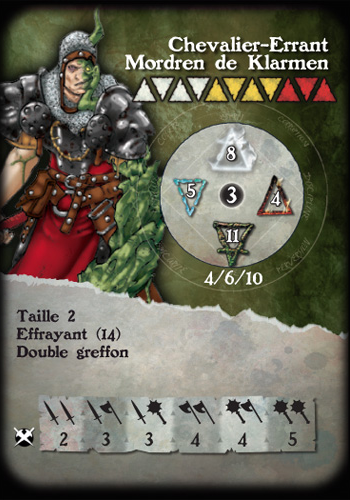 Chevalier-Errant
Mordren de Klarmen
8
5
3
4
11
4/6/10
Taille 2
Effrayant (14)
Double greffon
2 3 3 4 4 5